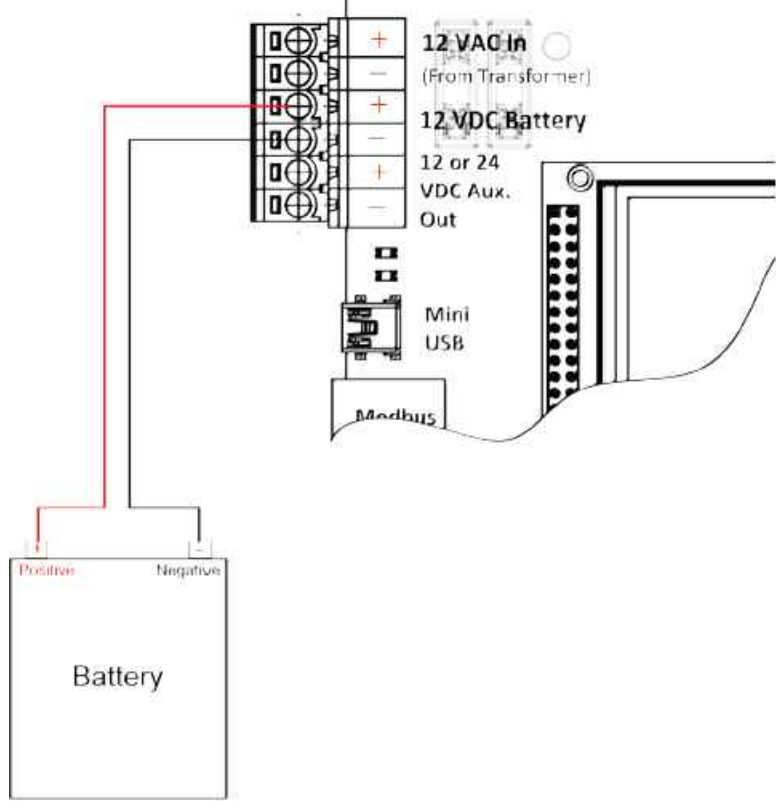 +
12 VAC In
−
(From Transformer)
+
12 VDC Battery
−
12 or 24
+
VDC Aux.
−
Out
Mini
USB
Modbus
+
-
Positive
Negative
Battery